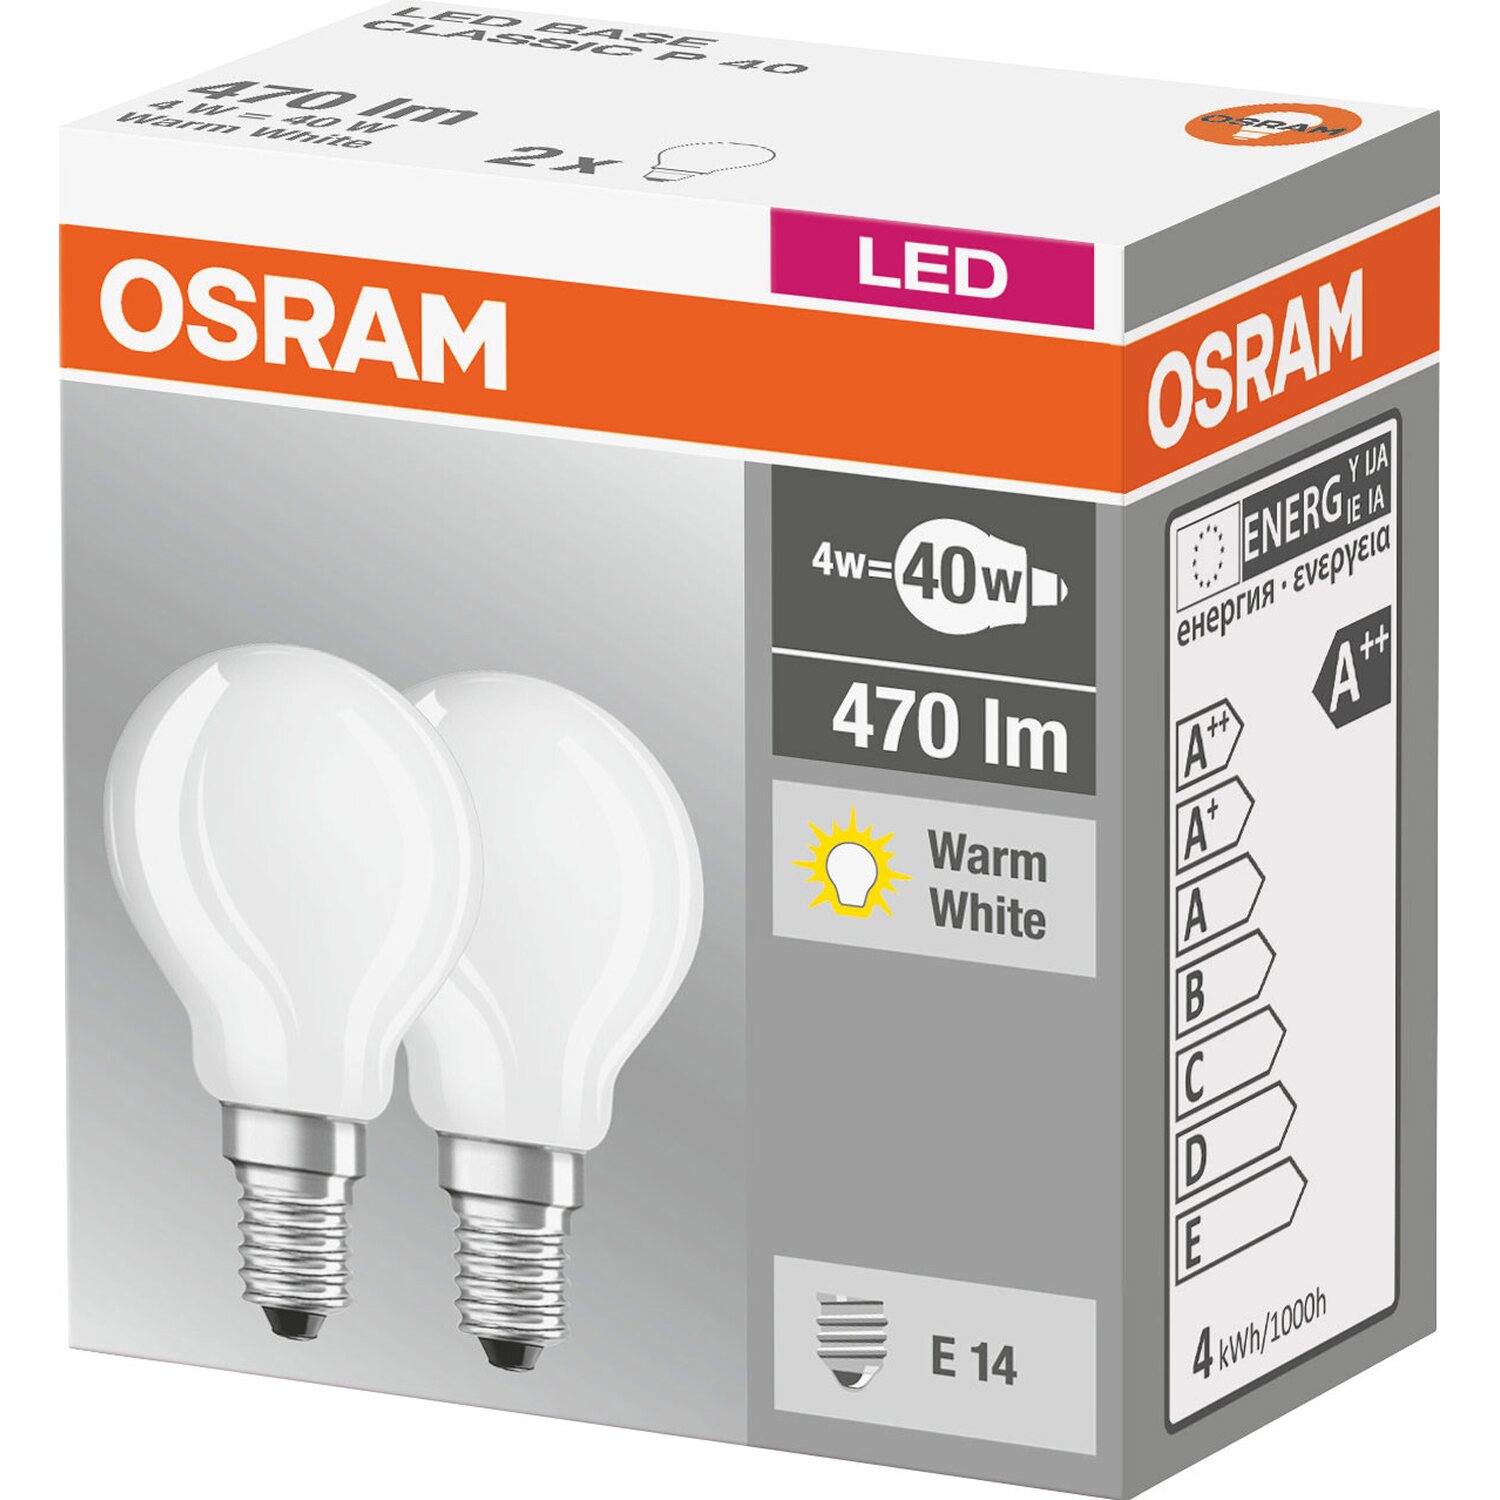 LED BASE
CLASSIC P 40
470 lm
4 W = 40 W
Warm White
2x
OSRAM
LED
OSRAM
4w=40w
470 lm
Warm
White
E 14
OSRAM
ENERG Y IJA
IE IA
енергия · ενεργεια
A++
A++
A+
A
B
C
D
E
4 kWh/1000h